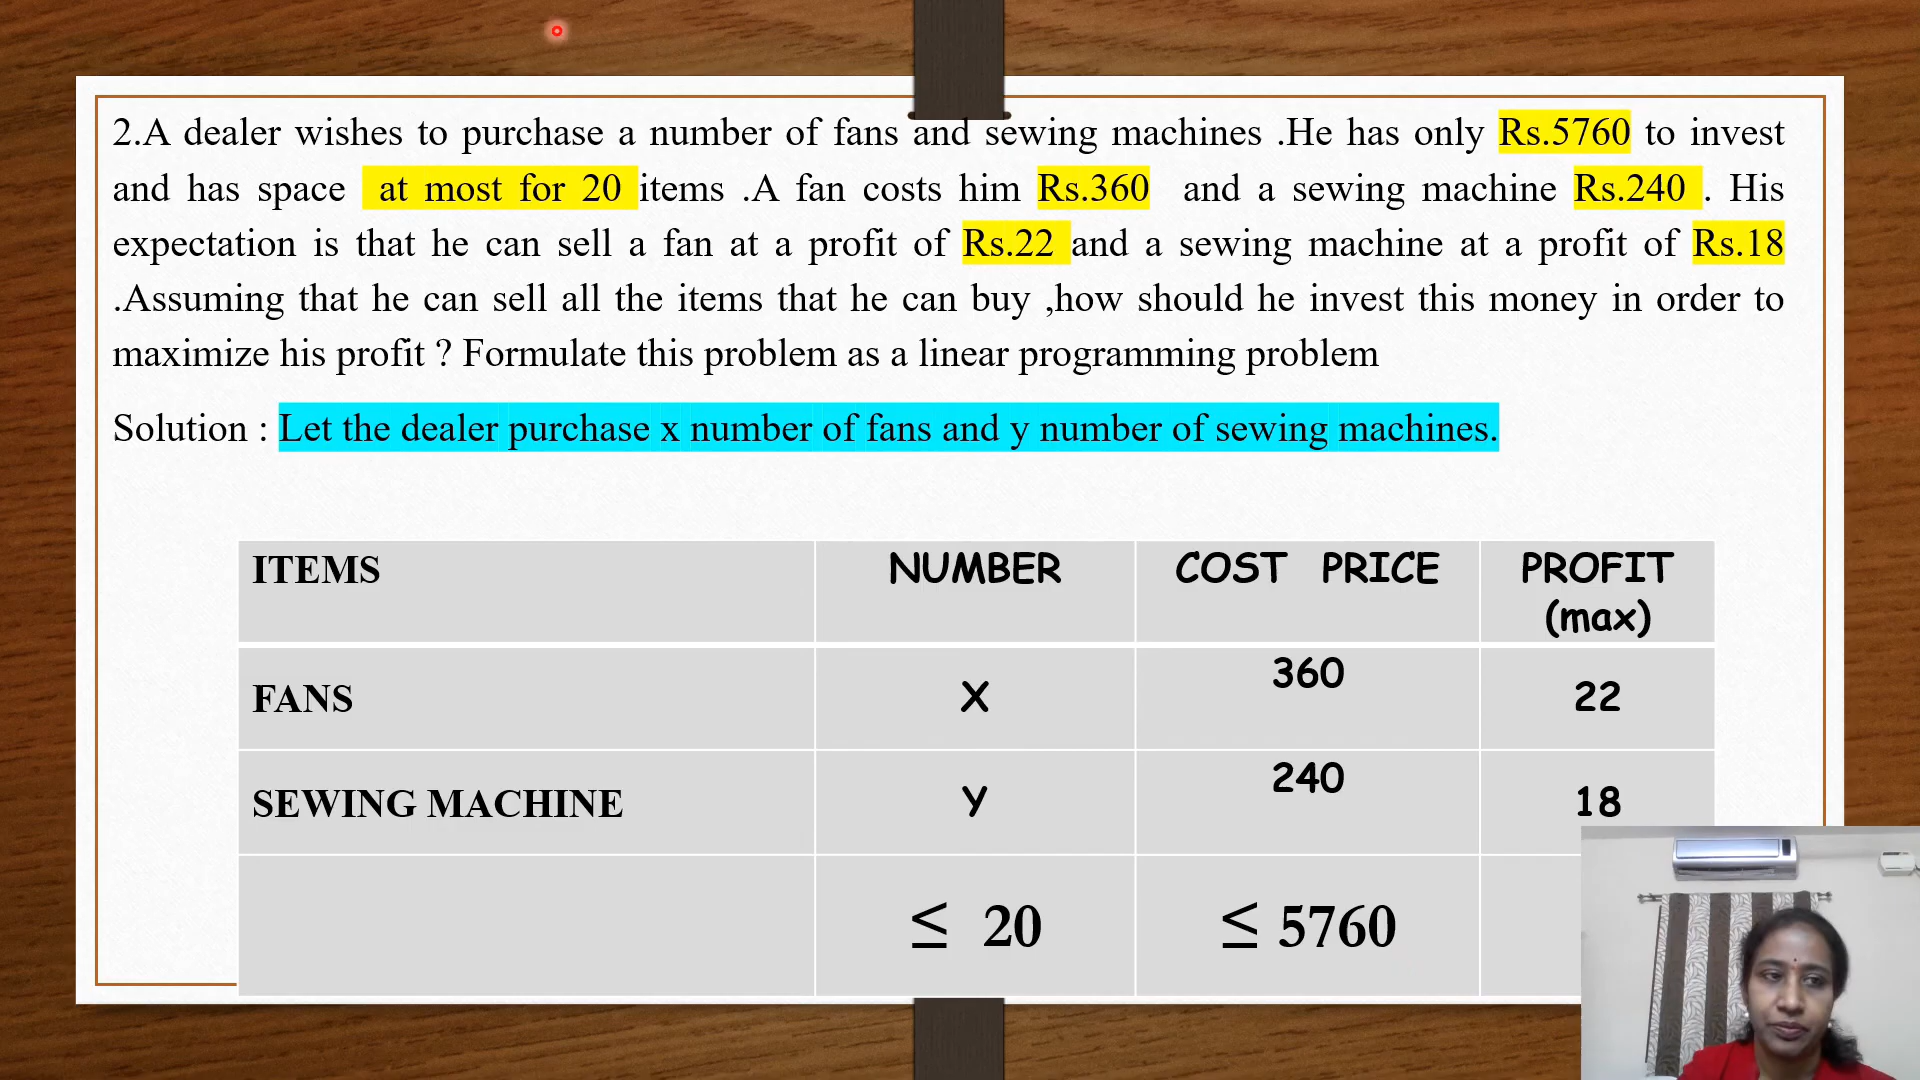 2.A dealer wishes to purchase a number of fans and sewing machines .He has only Rs.5760 to invest
and has space at most for 20 items .A fan costs him Rs.360 and a sewing machine Rs.240 . His
expectation is that he can sell a fan at a profit of Rs.22 and a sewing machine at a profit of Rs.18
.Assuming that he can sell all the items that he can buy ,how should he invest this money in order to
maximize his profit ? Formulate this problem as a linear programming problem
Solution : Let the dealer purchase x number of fans and y number of sewing machines.
ITEMS NUMBER COST PRICE PROFIT
(max)
FANS X 360 22
SEWING MACHINE Y 240 18
≤ 20 ≤ 5760